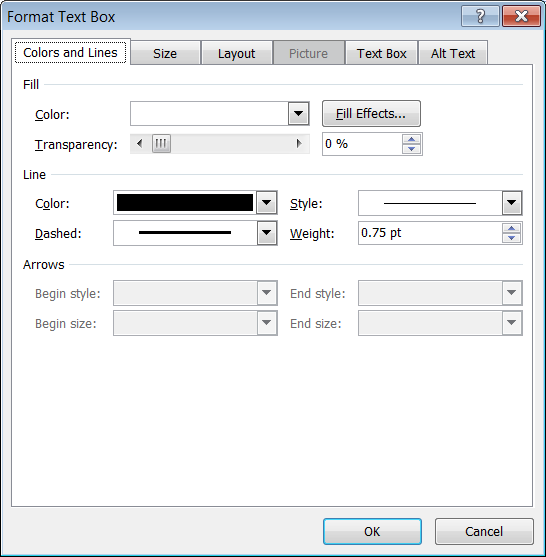 Format Text Box
Colors and Lines Size Layout Picture Text Box Alt Text
Fill
Color: Fill Effects...
Transparency: 0 %
Line
Color: Style:
Dashed: Weight: 0.75 pt
Arrows
Begin style: End style:
Begin size: End size:
OK Cancel